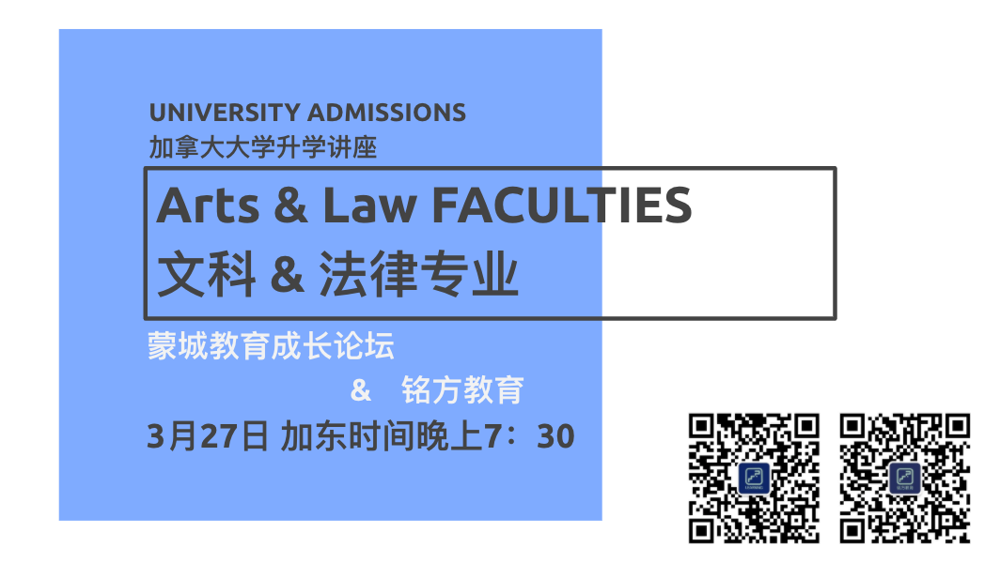 UNIVERSITY ADMISSIONS
加拿大大学升学讲座
Arts & Law FACULTIES
文科 & 法律专业
蒙城教育成长论坛
& 铭方教育
3月27日 加东时间晚上7：30